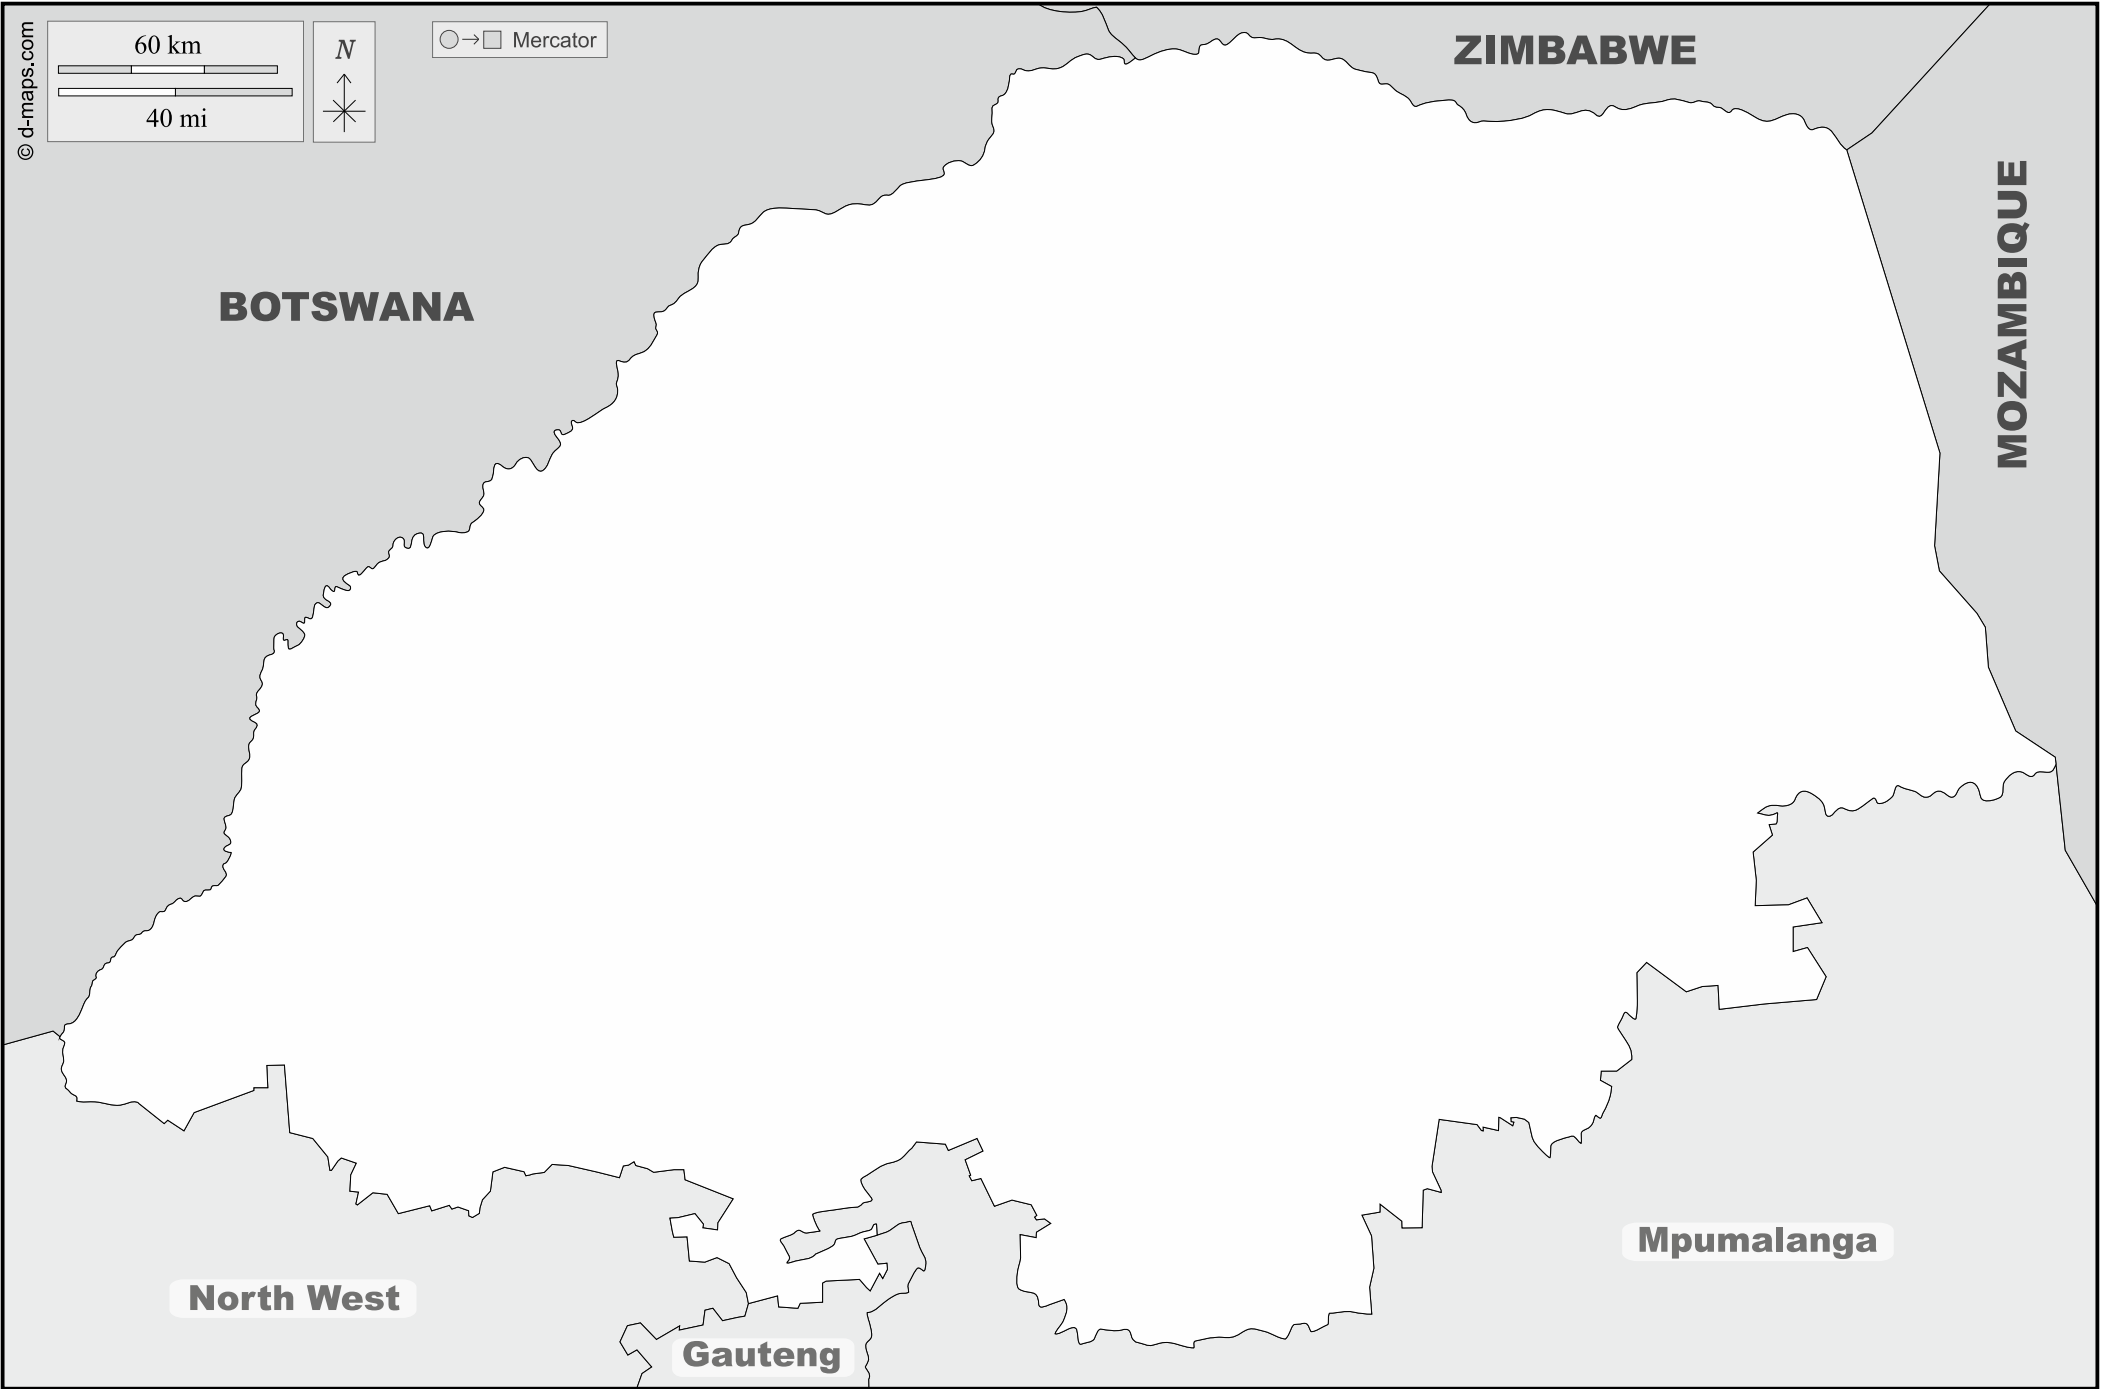 © d-maps.com
60 km
40 mi
N
Mercator
ZIMBABWE
MOZAMBIQUE
BOTSWANA
Mpumalanga
North West
Gauteng